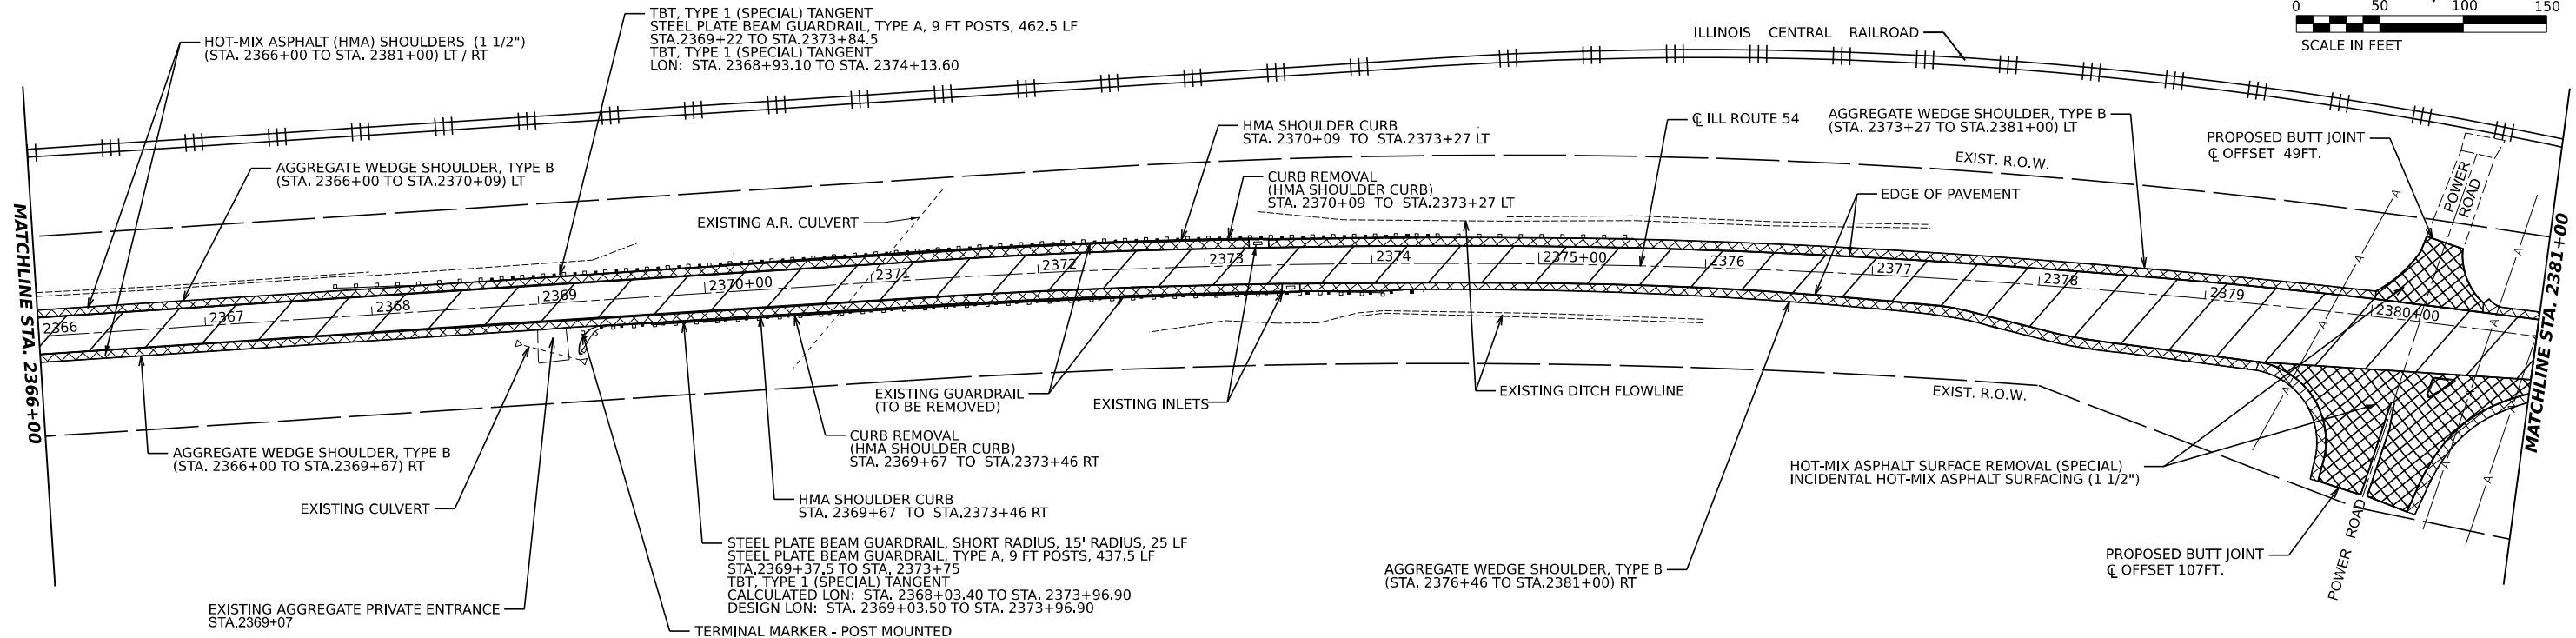 TBT, TYPE 1 (SPECIAL) TANGENT
STEEL PLATE BEAM GUARDRAIL, TYPE A, 9 FT POSTS, 462.5 LF
STA.2369+22 TO STA.2373+84.5
TBT, TYPE 1 (SPECIAL) TANGENT
LON: STA. 2368+93.10 TO STA. 2374+13.60
0 50 100 150
SCALE IN FEET
HOT-MIX ASPHALT (HMA) SHOULDERS (1 1/2")
(STA. 2366+00 TO STA. 2381+00) LT / RT
ILLINOIS CENTRAL RAILROAD
AGGREGATE WEDGE SHOULDER, TYPE B
(STA. 2366+00 TO STA.2370+09) LT
HMA SHOULDER CURB
STA. 2370+09 TO STA.2373+27 LT
℄ ILL ROUTE 54
AGGREGATE WEDGE SHOULDER, TYPE B
(STA. 2373+27 TO STA.2381+00) LT
PROPOSED BUTT JOINT
℄ OFFSET 49FT.
EXIST. R.O.W.
POWER
ROAD
CURB REMOVAL
(HMA SHOULDER CURB)
STA. 2370+09 TO STA.2373+27 LT
EDGE OF PAVEMENT
EXISTING A.R. CULVERT
MATCHLINE STA. 2366+00
MATCHLINE STA. 2381+00
A
A
A
A
A
A
A
A
2366
2367
2368
2369
2370+00
2371
2372
2373
2374
2375+00
2376
2377
2378
2379
2380+00
EXISTING GUARDRAIL
(TO BE REMOVED)
EXISTING INLETS
EXISTING DITCH FLOWLINE
EXIST. R.O.W.
CURB REMOVAL
(HMA SHOULDER CURB)
STA. 2369+67 TO STA.2373+46 RT
AGGREGATE WEDGE SHOULDER, TYPE B
(STA. 2366+00 TO STA.2369+67) RT
HOT-MIX ASPHALT SURFACE REMOVAL (SPECIAL)
INCIDENTAL HOT-MIX ASPHALT SURFACING (1 1/2")
EXISTING CULVERT
HMA SHOULDER CURB
STA. 2369+67 TO STA.2373+46 RT
STEEL PLATE BEAM GUARDRAIL, SHORT RADIUS, 15' RADIUS, 25 LF
STEEL PLATE BEAM GUARDRAIL, TYPE A, 9 FT POSTS, 437.5 LF
STA.2369+37.5 TO STA. 2373+75
TBT, TYPE 1 (SPECIAL) TANGENT
CALCULATED LON: STA. 2368+03.40 TO STA. 2373+96.90
DESIGN LON: STA. 2369+03.50 TO STA. 2373+96.90
AGGREGATE WEDGE SHOULDER, TYPE B
(STA. 2376+46 TO STA.2381+00) RT
PROPOSED BUTT JOINT
℄ OFFSET 107FT.
POWER ROAD
EXISTING AGGREGATE PRIVATE ENTRANCE
STA.2369+07
TERMINAL MARKER - POST MOUNTED